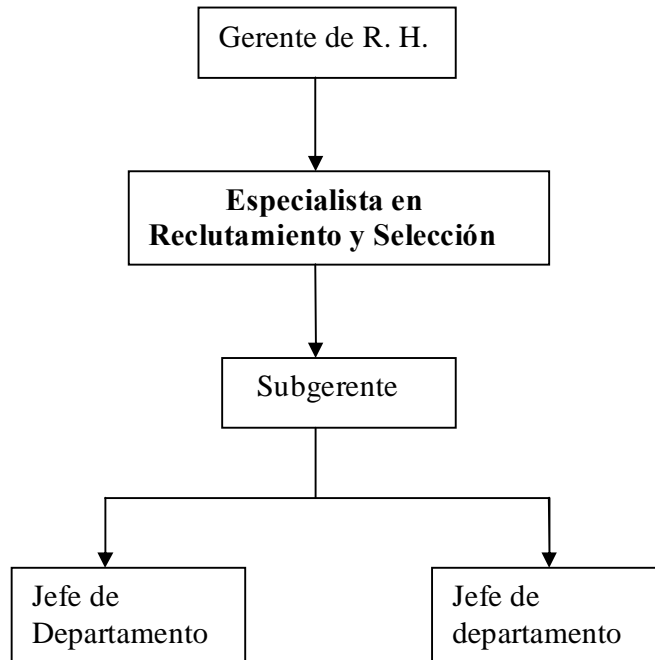 Gerente de R. H.
Especialista en
Reclutamiento y Selección
Subgerente
Jefe de
Departamento
Jefe de
departamento